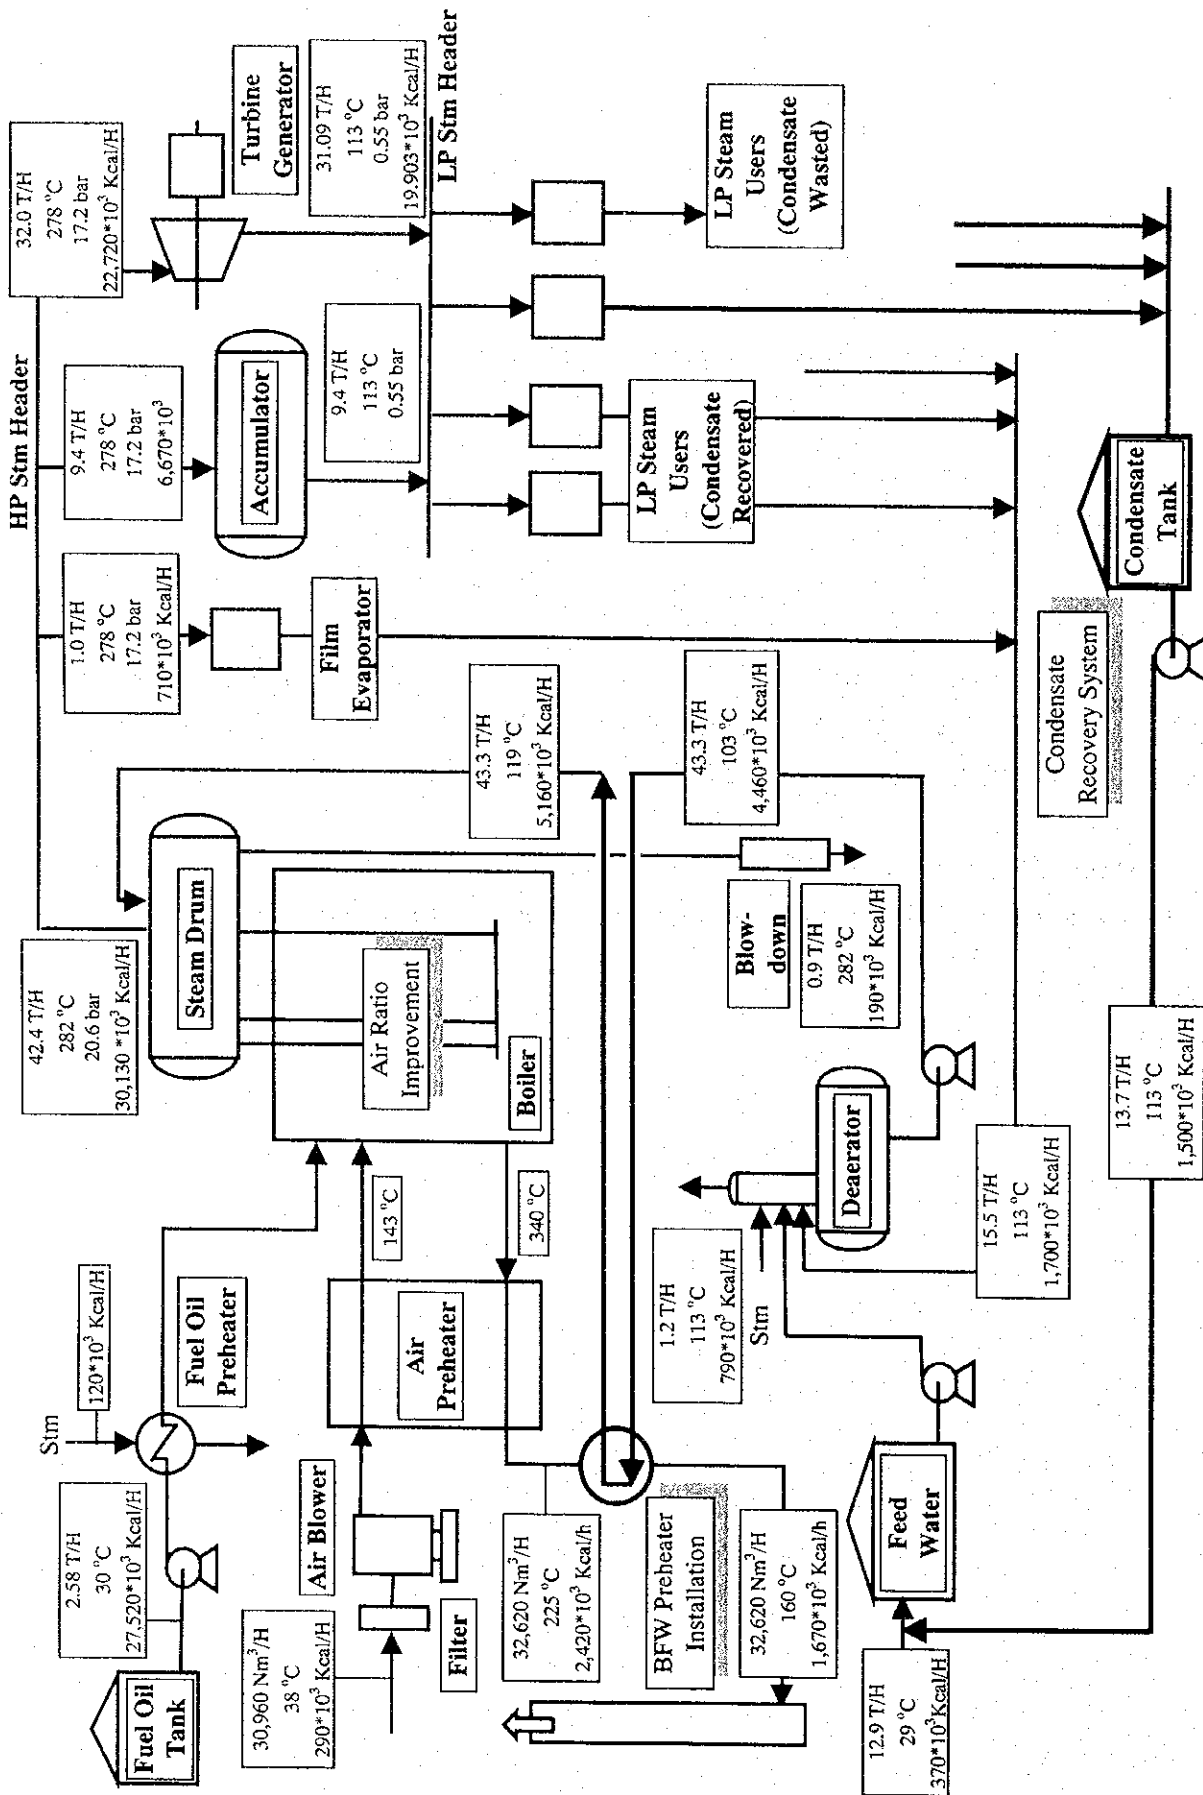 Fuel Oil
Tank
2.58 T/H
30 °C
27,520*10³ Kcal/H
Stm
120*10³ Kcal/H
Fuel Oil
Preheater
42.4 T/H
282 °C
20.6 bar
30,130 *10³ Kcal/H
Steam Drum
HP Stm Header
1.0 T/H
278 °C
17.2 bar
710*10³ Kcal/H
9.4 T/H
278 °C
17.2 bar
6,670*10³
32.0 T/H
278 °C
17.2 bar
22,720*10³ Kcal/H
Film
Evaporator
Accumulator
Turbine
Generator
9.4 T/H
113 °C
0.55 bar
31.09 T/H
113 °C
0.55 bar
19.903*10³ Kcal/H
LP Stm Header
30,960 Nm³/H
38 °C
290*10³ Kcal/H
Filter
Air Blower
Air
Preheater
143 °C
340 °C
Air Ratio
Improvement
Boiler
32,620 Nm³/H
225 °C
2,420*10³ Kcal/h
43.3 T/H
119 °C
5,160*10³ Kcal/H
BFW Preheater
Installation
32,620 Nm³/H
160 °C
1,670*10³ Kcal/h
43.3 T/H
103 °C
4,460*10³ Kcal/H
Blow-
down
0.9 T/H
282 °C
190*10³ Kcal/H
1.2 T/H
113 °C
790*10³ Kcal/H
Stm
Deaerator
LP Steam
Users
(Condensate
Recovered)
LP Steam
Users
(Condensate
Wasted)
12.9 T/H
29 °C
370*10³Kcal/H
Feed
Water
15.5 T/H
113 °C
1,700*10³ Kcal/H
13.7 T/H
113 °C
1,500*10³ Kcal/H
Condensate
Recovery System
Condensate
Tank